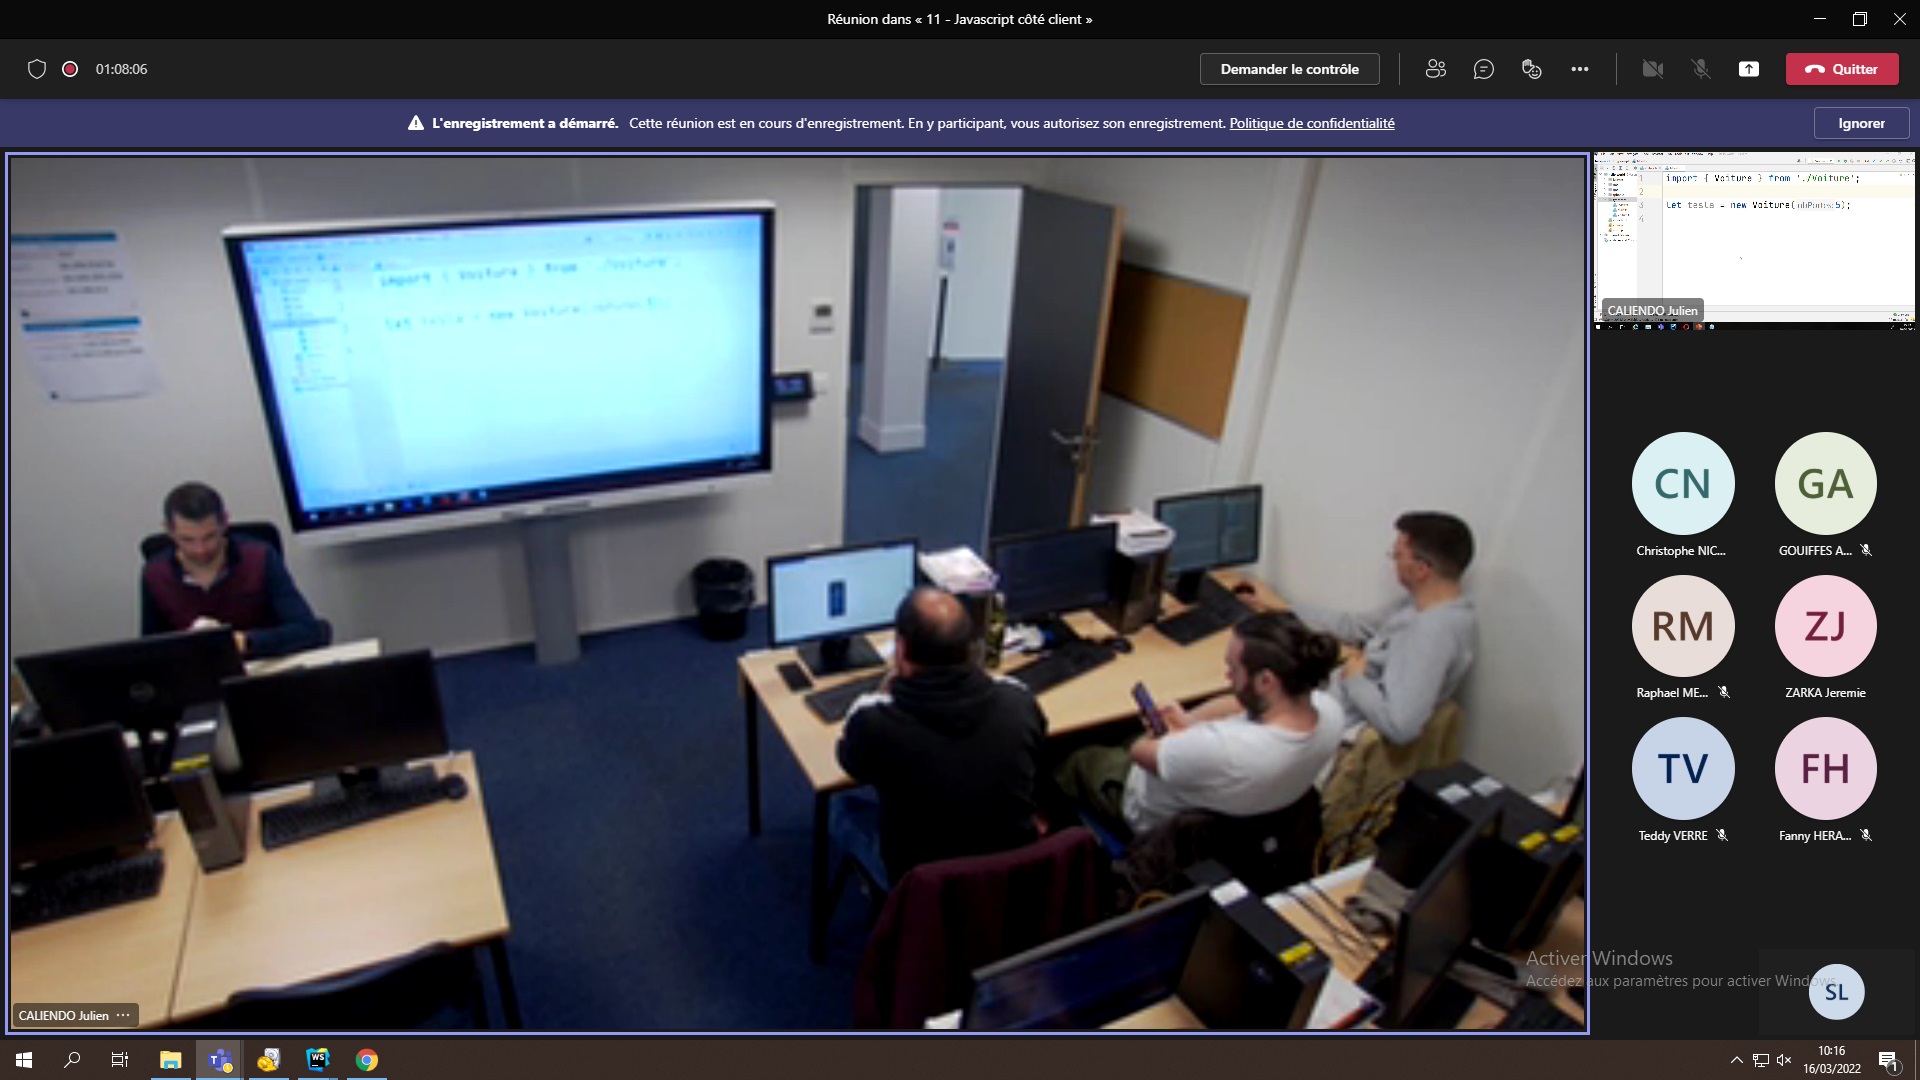 Réunion dans « 11 - Javascript côté client »
01:08:06
Demander le contrôle
Quitter
L'enregistrement a démarré. Cette réunion est en cours d'enregistrement. En y participant, vous autorisez son enregistrement. Politique de confidentialité
Ignorer
import { Voiture } from './Voiture';
let tesla = new Voiture( nbPortes: 5);
CALIENDO Julien
CN
GA
Christophe NIC...
GOUIFFES A...
RM
ZJ
Raphael ME...
ZARKA Jeremie
TV
FH
Teddy VERRE
Fanny HERA...
Activer Windows
Accédez aux paramètres pour activer Windows.
SL
CALIENDO Julien
10:16
16/03/2022